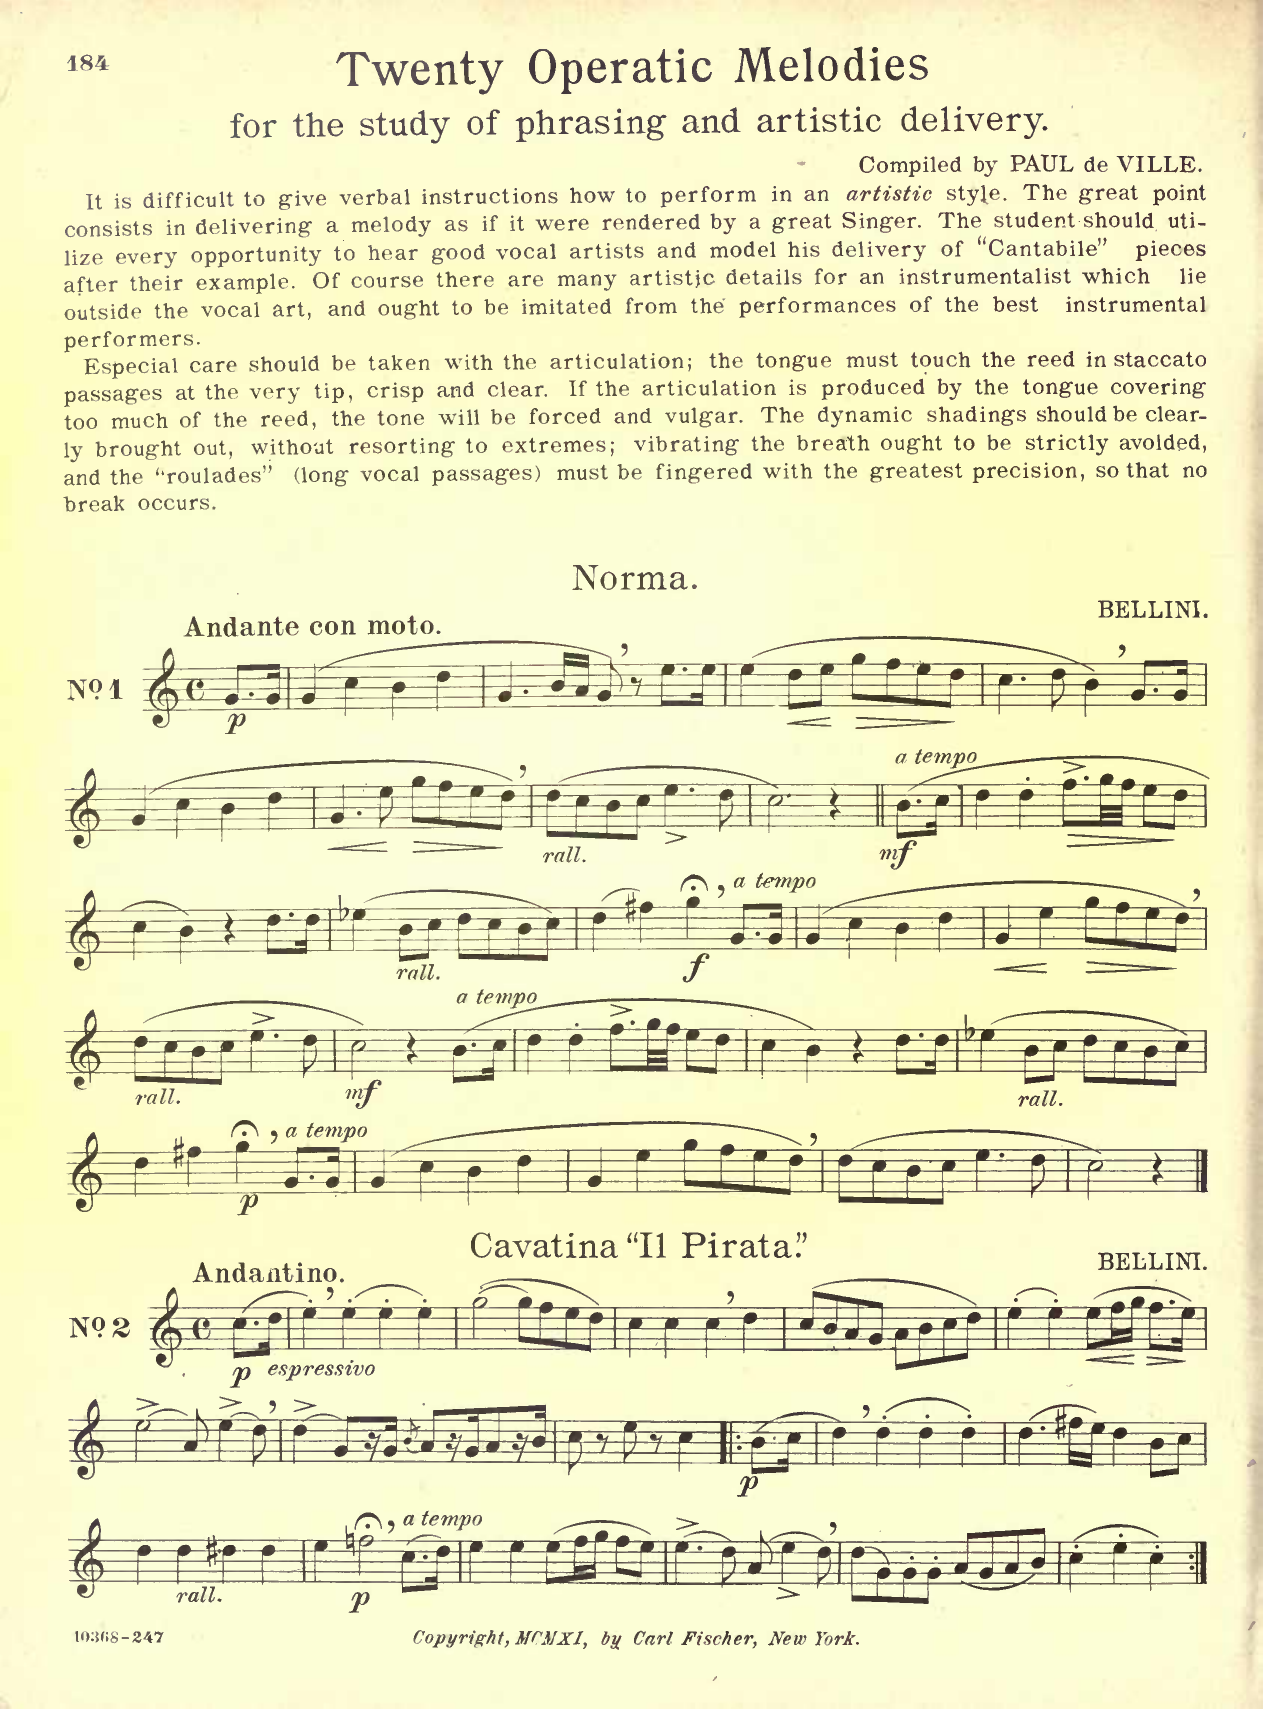 184
Twenty Operatic Melodies
for the study of phrasing and artistic delivery.
Compiled by PAUL de VILLE.
It is difficult to give verbal instructions how to perform in an artistic style. The great point
consists in delivering a melody as if it were rendered by a great Singer. The student should uti-
lize every opportunity to hear good vocal artists and model his delivery of “Cantabile” pieces
after their example. Of course there are many artistic details for an instrumentalist which lie
outside the vocal art, and ought to be imitated from the performances of the best instrumental
performers.
Especial care should be taken with the articulation; the tongue must touch the reed in staccato
passages at the very tip, crisp and clear. If the articulation is produced by the tongue covering
too much of the reed, the tone will be forced and vulgar. The dynamic shadings should be clear-
ly brought out, without resorting to extremes; vibrating the breath ought to be strictly avoided,
and the “roulades” (long vocal passages) must be fingered with the greatest precision, so that no
break occurs.
Norma.
BELLINI.
Andante con moto.
No. 1
p
a tempo
rall.
mf
a tempo
rall.
f
a tempo
rall.
mf
rall.
a tempo
p
Cavatina “Il Pirata.”
BELLINI.
Andantino.
No. 2
p espressivo
p
a tempo
rall.
p
10368-247
Copyright, MCMXI, by Carl Fischer, New York.